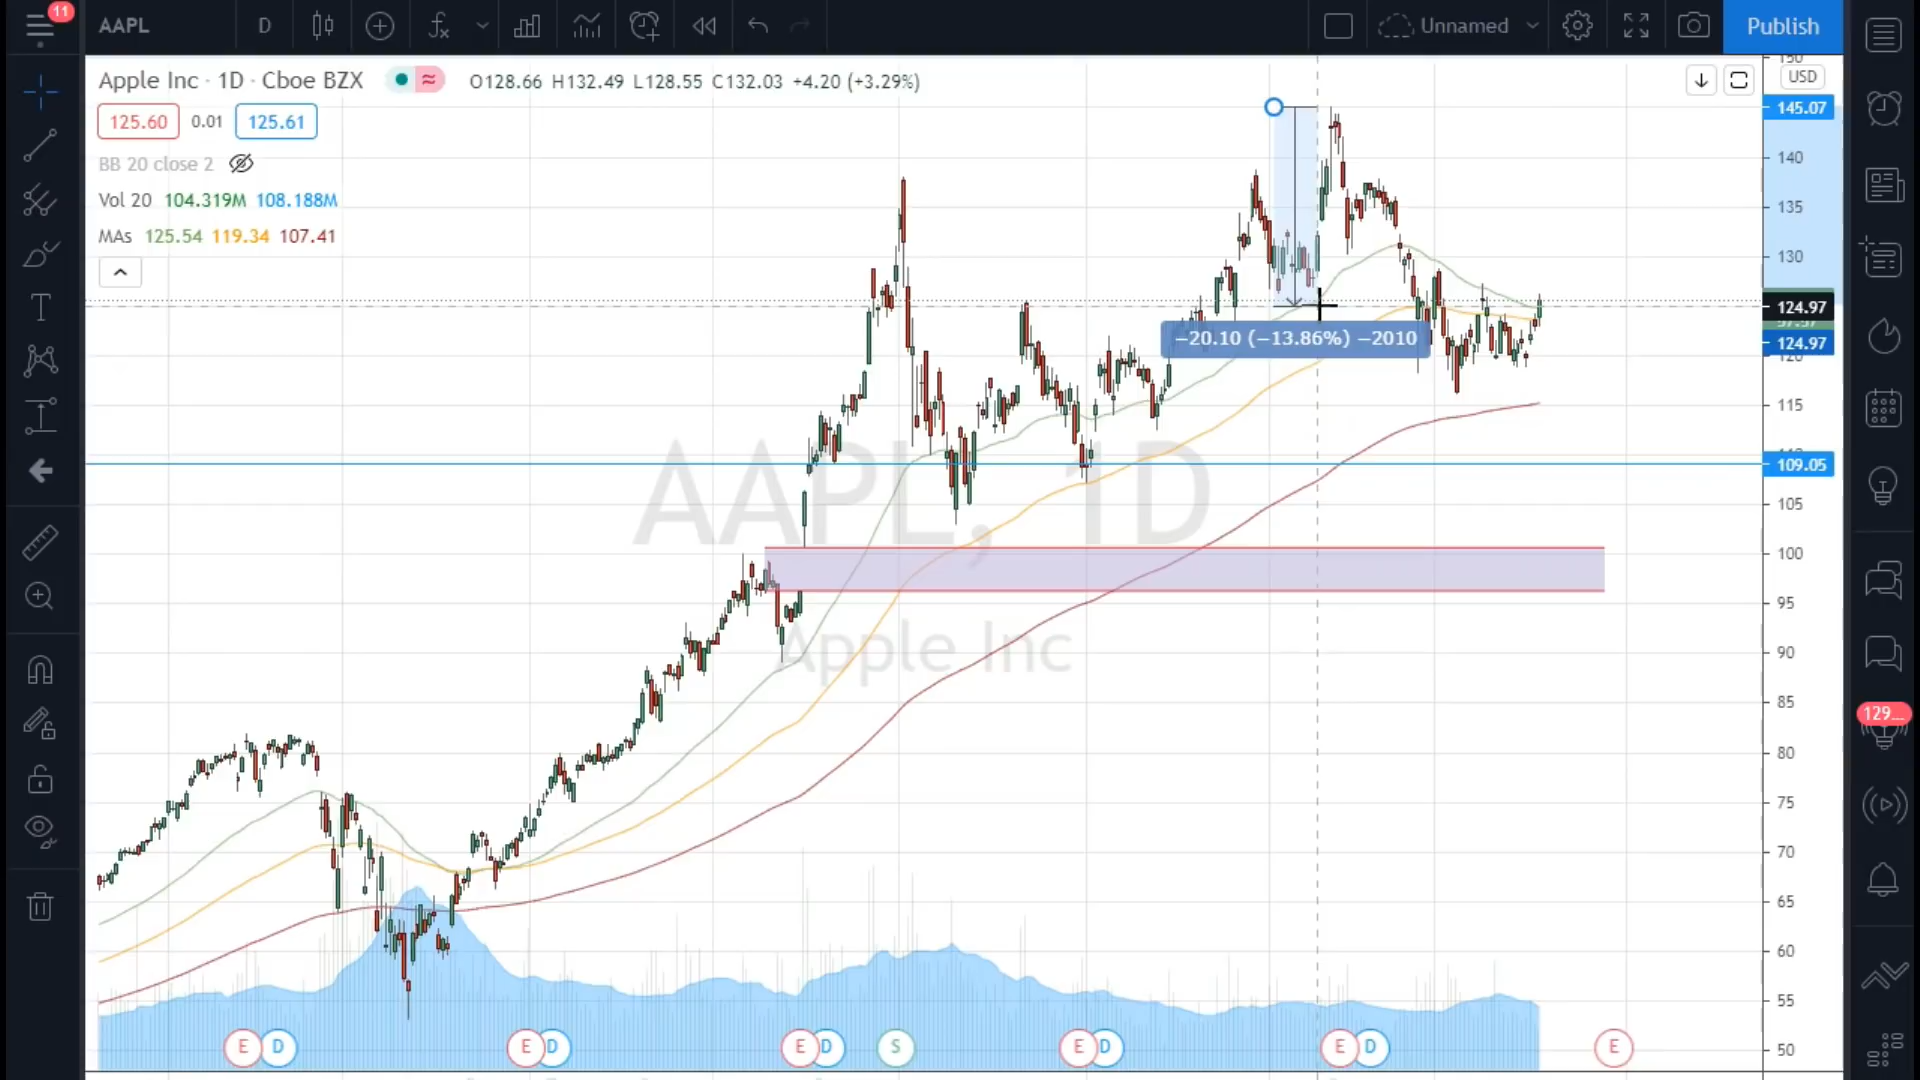 11
AAPL
D
Unnamed
Publish
Apple Inc · 1D · Cboe BZX
O128.66 H132.49 L128.55 C132.03 +4.20 (+3.29%)
USD
125.60 0.01 125.61
BB 20 close 2
Vol 20 104.319M 108.188M
MAs 125.54 119.34 107.41
150
145.07
140
135
130
124.97
124.97
120
115
109.05
105
100
95
90
85
80
75
70
65
60
55
50
−20.10 (−13.86%) −2010
AAPL, 1D
Apple Inc
129...
E D E D E D S E D E D E